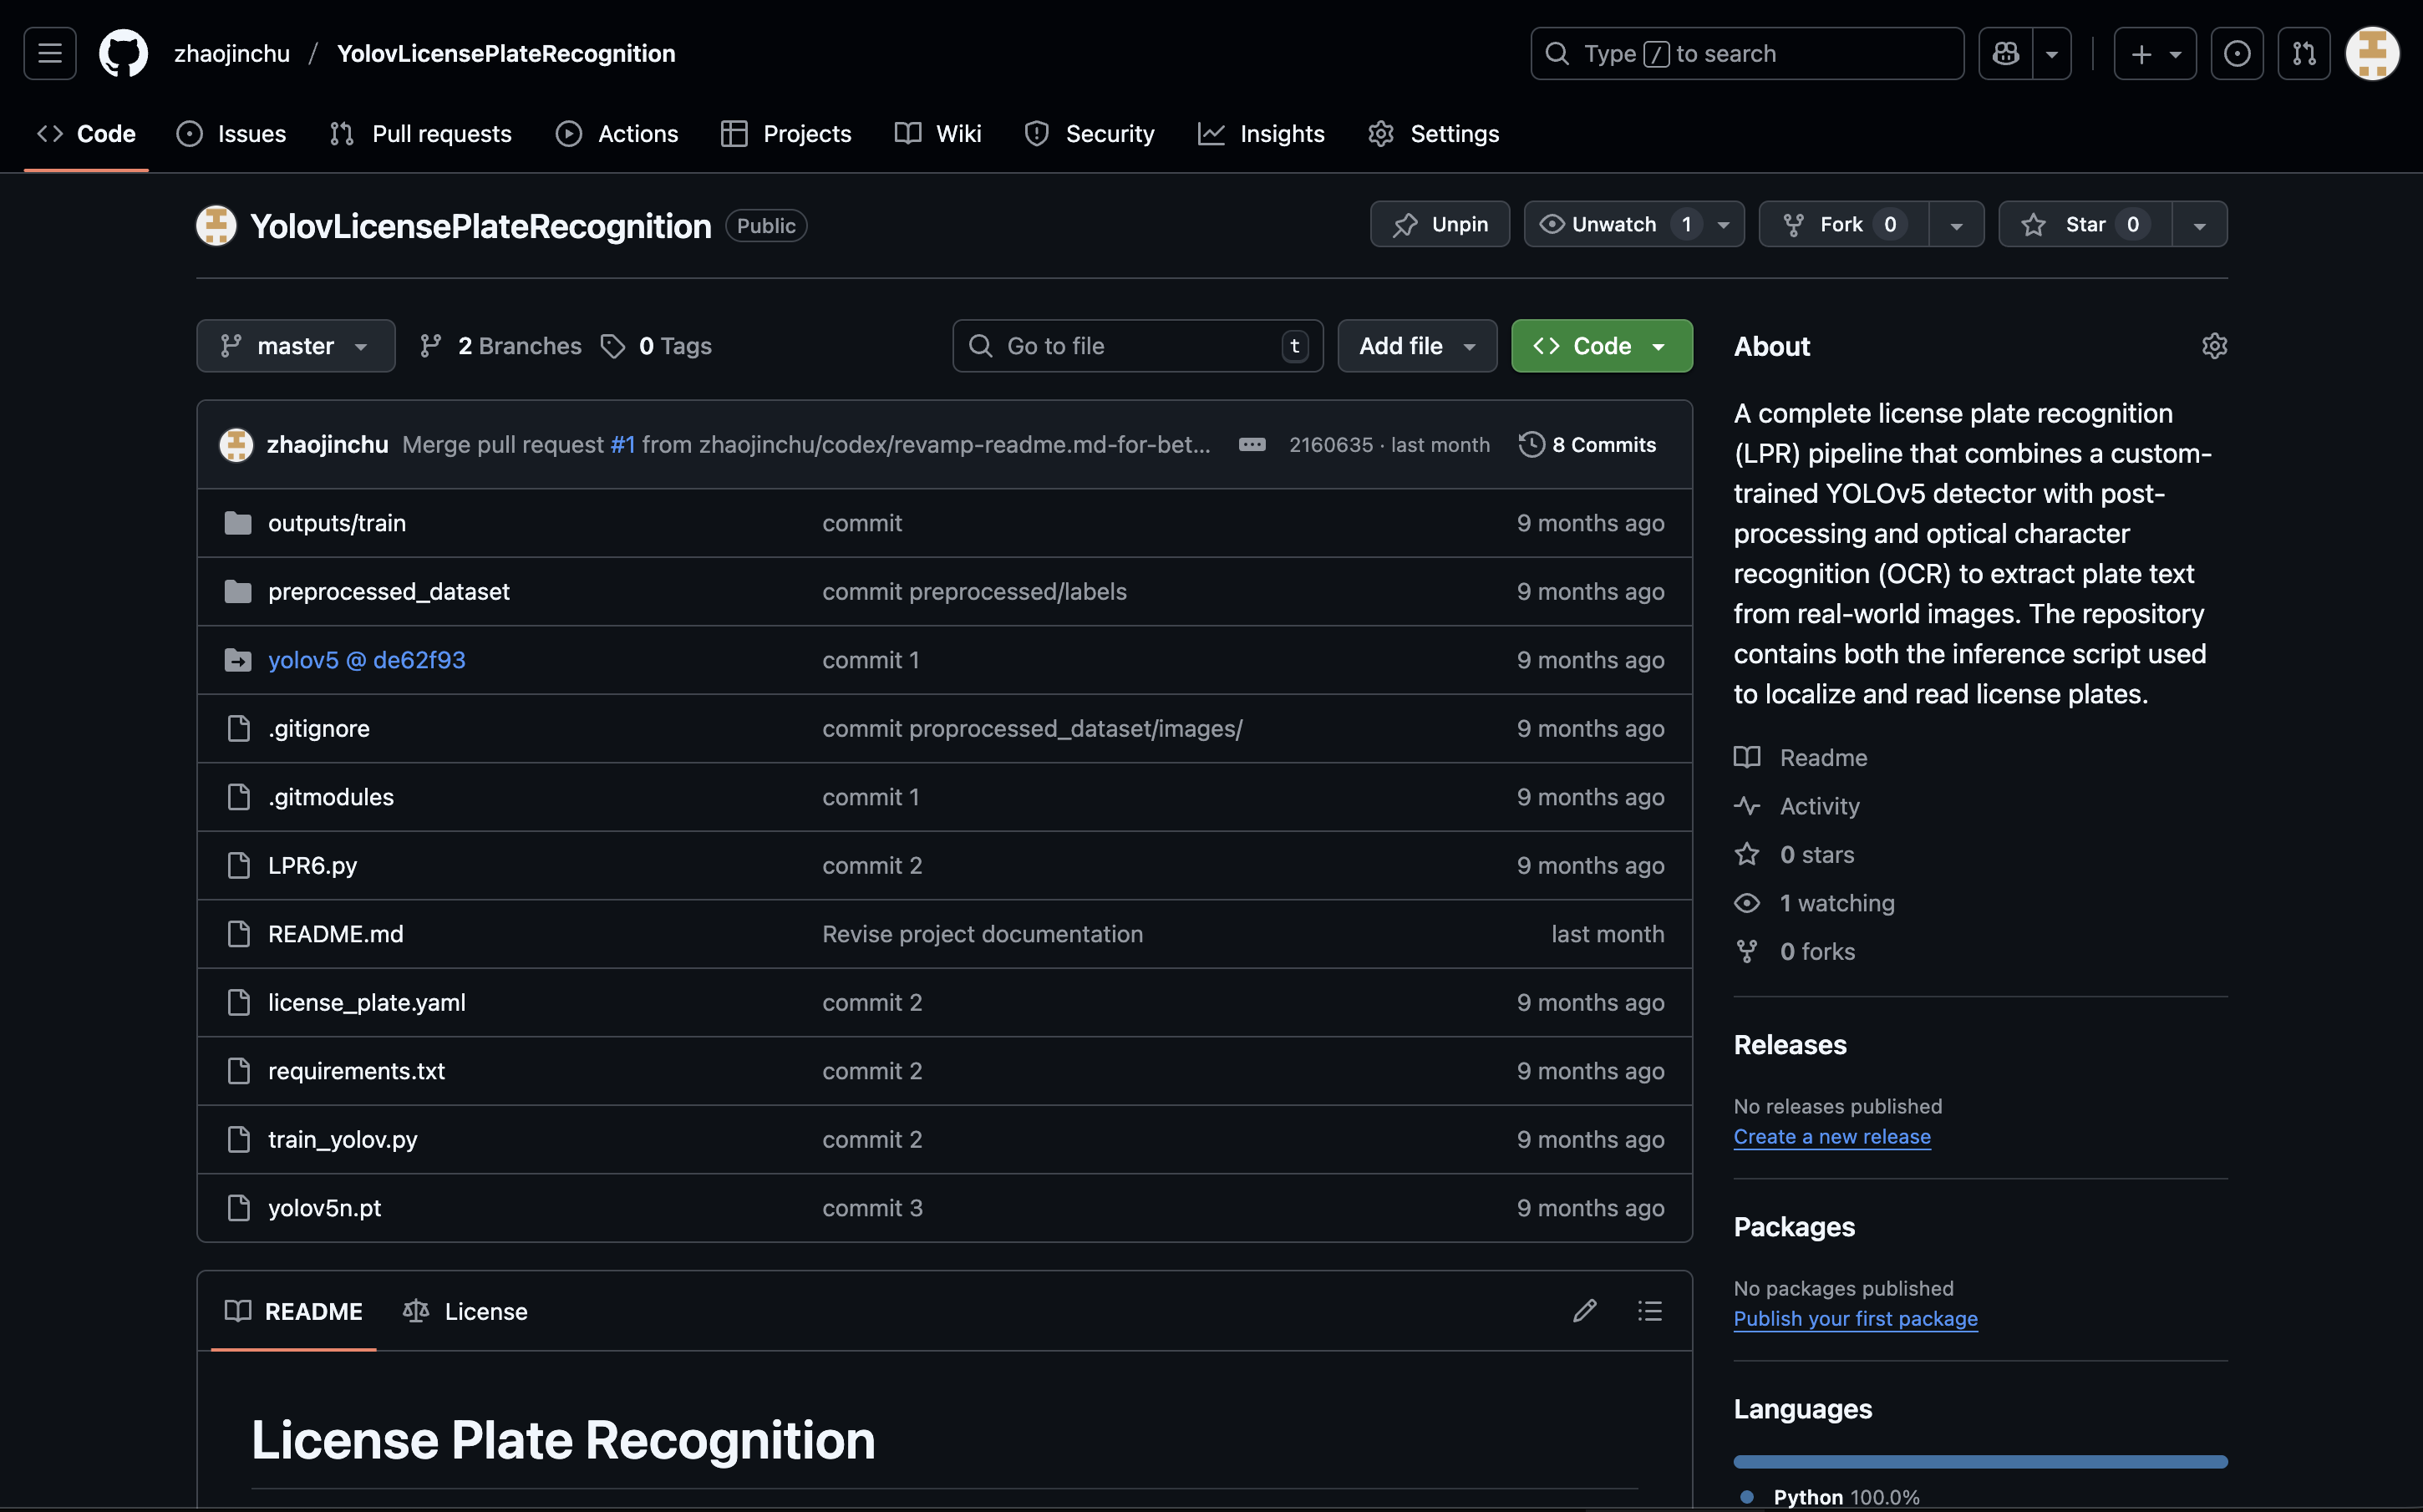 zhaojinchu / YolovLicensePlateRecognition
Type / to search
Code Issues Pull requests Actions Projects Wiki Security Insights Settings
YolovLicensePlateRecognition Public
Unpin Unwatch 1 Fork 0 Star 0
master 2 Branches 0 Tags
Go to file t Add file Code
zhaojinchu Merge pull request #1 from zhaojinchu/codex/revamp-readme.md-for-bet... 2160635 · last month 8 Commits
outputs/train commit 9 months ago
preprocessed_dataset commit preprocessed/labels 9 months ago
yolov5 @ de62f93 commit 1 9 months ago
.gitignore commit proprocessed_dataset/images/ 9 months ago
.gitmodules commit 1 9 months ago
LPR6.py commit 2 9 months ago
README.md Revise project documentation last month
license_plate.yaml commit 2 9 months ago
requirements.txt commit 2 9 months ago
train_yolov.py commit 2 9 months ago
yolov5n.pt commit 3 9 months ago
README License
License Plate Recognition
About
A complete license plate recognition
(LPR) pipeline that combines a custom-
trained YOLOv5 detector with post-
processing and optical character
recognition (OCR) to extract plate text
from real-world images. The repository
contains both the inference script used
to localize and read license plates.
Readme
Activity
0 stars
1 watching
0 forks
Releases
No releases published
Create a new release
Packages
No packages published
Publish your first package
Languages
Python 100.0%